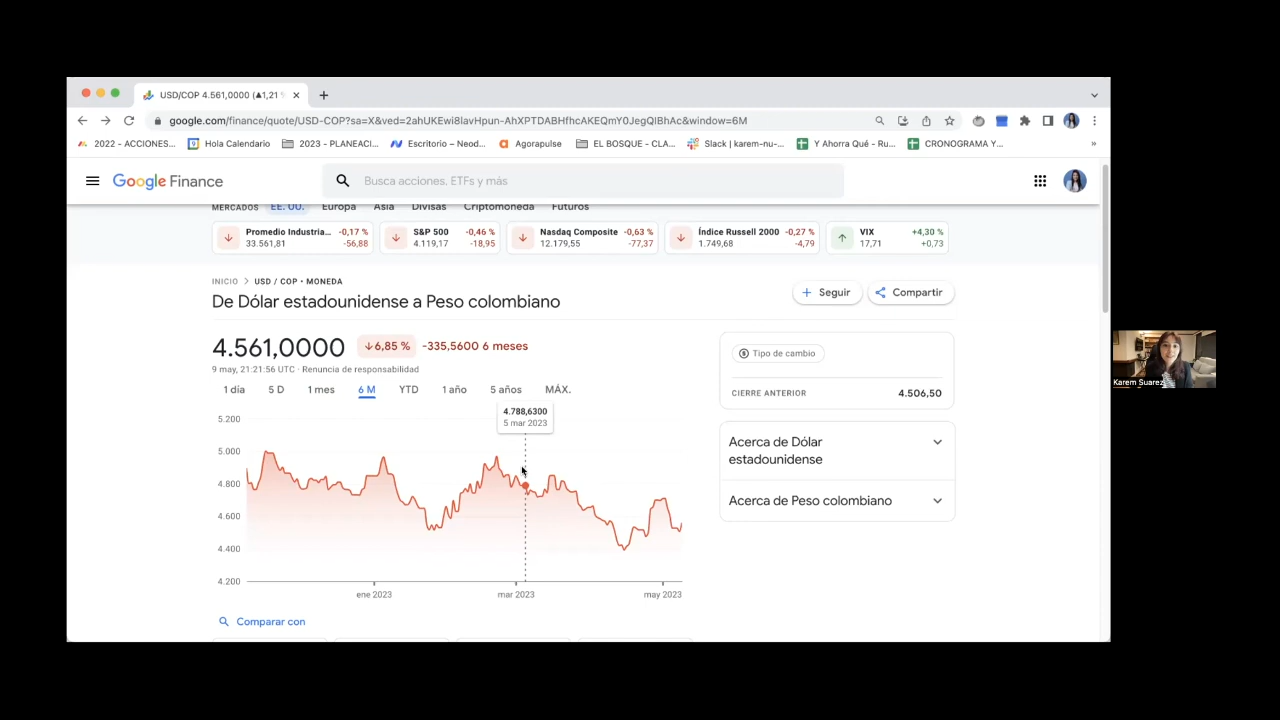 USD/COP 4.561,0000 (▲1,21 %
google.com/finance/quote/USD-COP?sa=X&ved=2ahUKEwi8lavHpun-AhXPTDABHfhcAKEQmY0JegQIBhAc&window=6M
2022 - ACCIONES... Hola Calendario 2023 - PLANEACI... Escritorio – Neod... Agorapulse EL BOSQUE - CLA... Slack | karem-nu-... Y Ahorra Qué - Ru... CRONOGRAMA Y... »
Google Finance
Busca acciones, ETFs y más
MERCADOS EE. UU. Europa Asia Divisas Criptomoneda Futuros
Promedio Industria... -0,17 %
33.561,81 -56,88
S&P 500 -0,46 %
4.119,17 -18,95
Nasdaq Composite -0,63 %
12.179,55 -77,37
Índice Russell 2000 -0,27 %
1.749,68 -4,79
VIX +4,30 %
17,71 +0,73
INICIO > USD / COP • MONEDA
De Dólar estadounidense a Peso colombiano
Seguir
Compartir
4.561,0000 ↓6,85 % -335,5600 6 meses
9 may, 21:21:56 UTC · Renuncia de responsabilidad
1 día 5 D 1 mes 6 M YTD 1 año 5 años MÁX.
4.788,6300
5 mar 2023
5.200
5.000
4.800
4.600
4.400
4.200
ene 2023 mar 2023 may 2023
Comparar con
Tipo de cambio
CIERRE ANTERIOR 4.506,50
Acerca de Dólar
estadounidense
Acerca de Peso colombiano
Karem Suarez